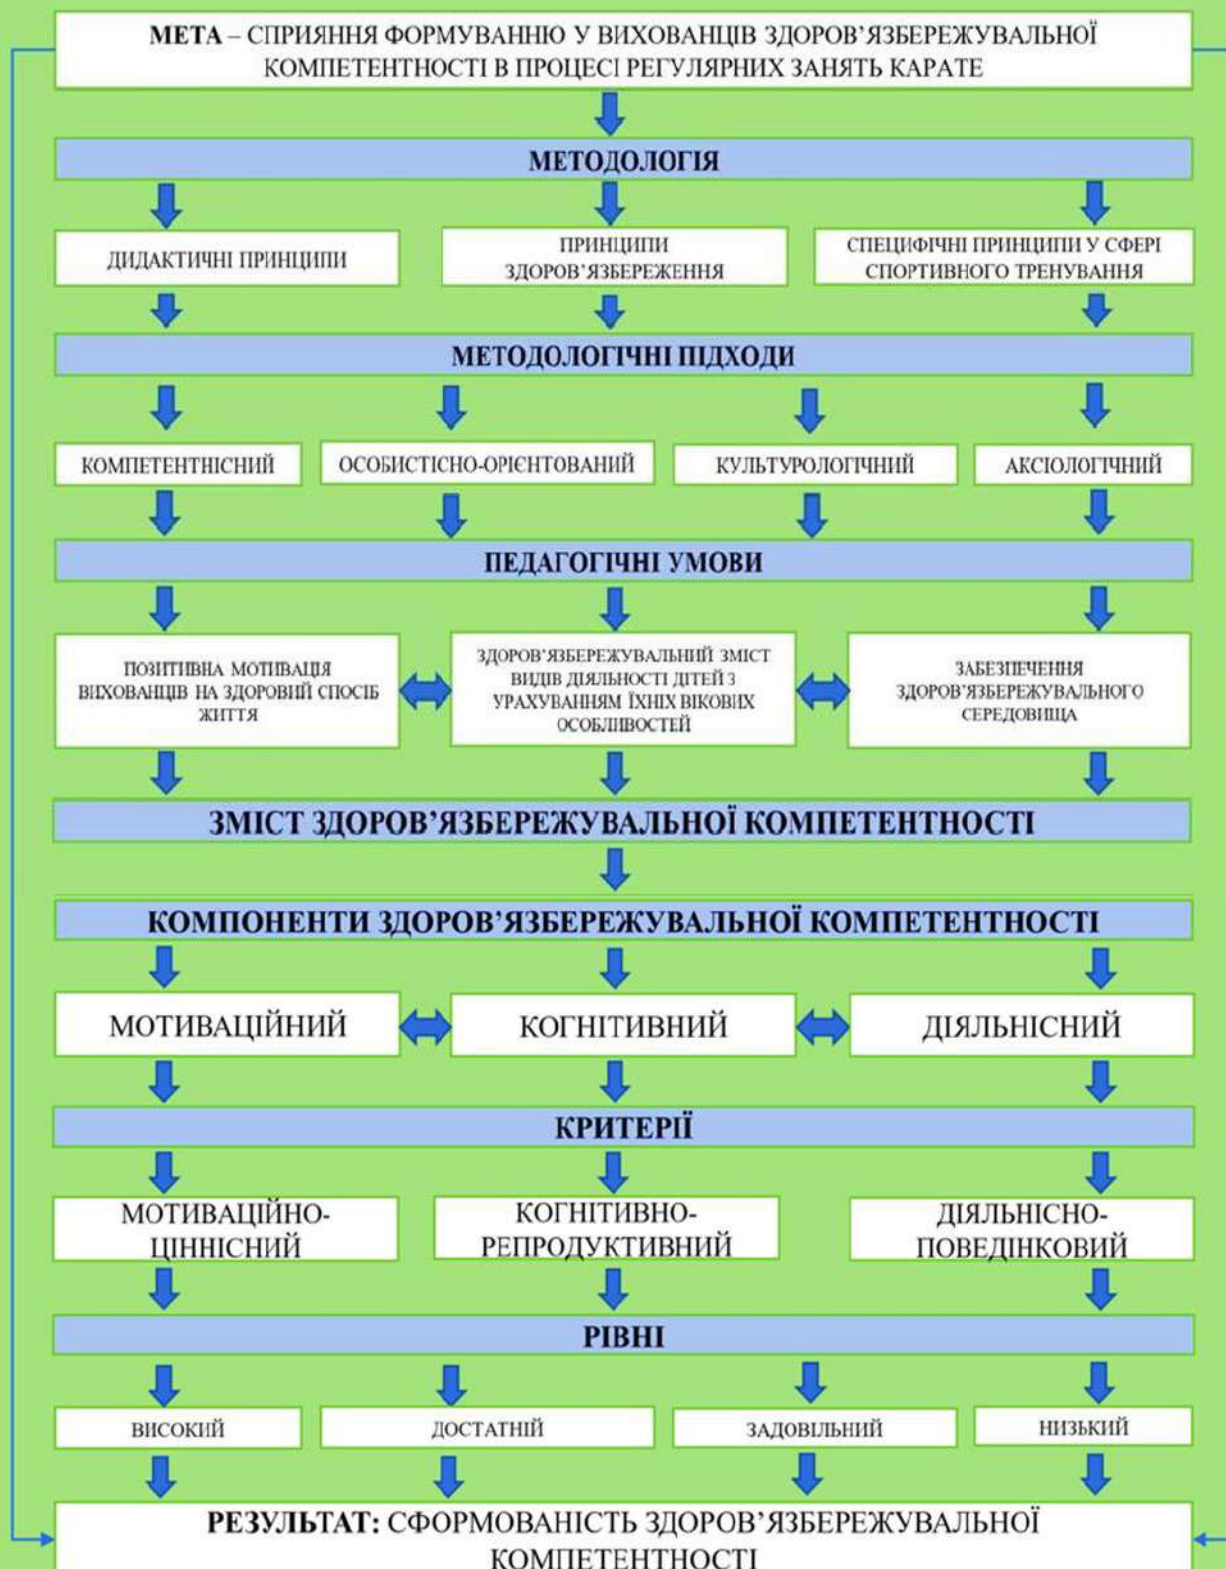 МЕТА – СПРИЯННЯ ФОРМУВАННЮ У ВИХОВАНЦІВ ЗДОРОВ’ЯЗБЕРЕЖУВАЛЬНОЇ
КОМПЕТЕНТНОСТІ В ПРОЦЕСІ РЕГУЛЯРНИХ ЗАНЯТЬ КАРАТЕ
МЕТОДОЛОГІЯ
ДИДАКТИЧНІ ПРИНЦИПИ
ПРИНЦИПИ
ЗДОРОВ’ЯЗБЕРЕЖЕННЯ
СПЕЦИФІЧНІ ПРИНЦИПИ У СФЕРІ
СПОРТИВНОГО ТРЕНУВАННЯ
МЕТОДОЛОГІЧНІ ПІДХОДИ
КОМПЕТЕНТНІСНИЙ
ОСОБИСТІСНО-ОРІЄНТОВАНИЙ
КУЛЬТУРОЛОГІЧНИЙ
АКСІОЛОГІЧНИЙ
ПЕДАГОГІЧНІ УМОВИ
ПОЗИТИВНА МОТИВАЦІЯ
ВИХОВАНЦІВ НА ЗДОРОВИЙ СПОСІБ
ЖИТТЯ
ЗДОРОВ’ЯЗБЕРЕЖУВАЛЬНИЙ ЗМІСТ
ВИДІВ ДІЯЛЬНОСТІ ДІТЕЙ З
УРАХУВАННЯМ ЇХНІХ ВІКОВИХ
ОСОБЛИВОСТЕЙ
ЗАБЕЗПЕЧЕННЯ
ЗДОРОВ’ЯЗБЕРЕЖУВАЛЬНОГО
СЕРЕДОВИЩА
ЗМІСТ ЗДОРОВ’ЯЗБЕРЕЖУВАЛЬНОЇ КОМПЕТЕНТНОСТІ
КОМПОНЕНТИ ЗДОРОВ’ЯЗБЕРЕЖУВАЛЬНОЇ КОМПЕТЕНТНОСТІ
МОТИВАЦІЙНИЙ
КОГНІТИВНИЙ
ДІЯЛЬНІСНИЙ
КРИТЕРІЇ
МОТИВАЦІЙНО-
ЦІННІСНИЙ
КОГНІТИВНО-
РЕПРОДУКТИВНИЙ
ДІЯЛЬНІСНО-
ПОВЕДІНКОВИЙ
РІВНІ
ВИСОКИЙ
ДОСТАТНІЙ
ЗАДОВІЛЬНИЙ
НИЗЬКИЙ
РЕЗУЛЬТАТ: СФОРМОВАНІСТЬ ЗДОРОВ’ЯЗБЕРЕЖУВАЛЬНОЇ
КОМПЕТЕНТНОСТІ